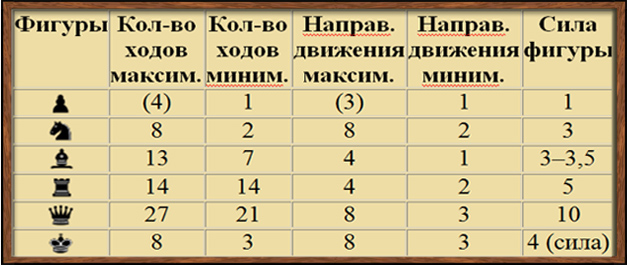 Фигуры Кол-во Кол-во Направ. Направ. Сила
ходов ходов движения движения фигуры
максим. миним. максим. миним.
(4) 1 (3) 1 1
8 2 8 2 3
13 7 4 1 3–3,5
14 14 4 2 5
27 21 8 3 10
8 3 8 3 4 (сила)